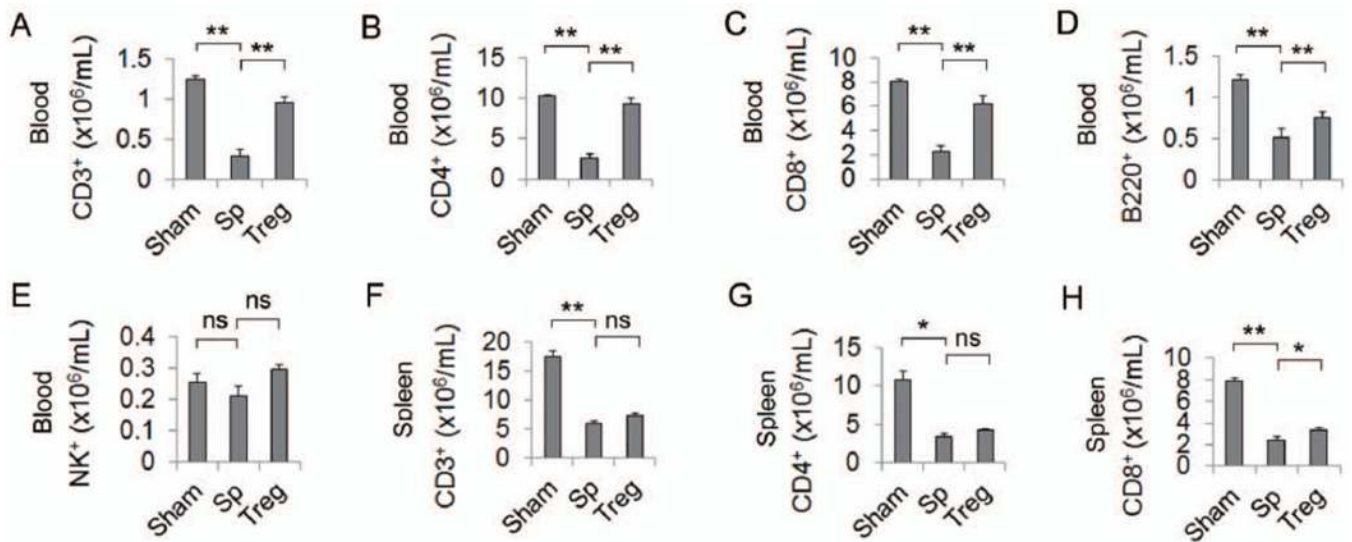 A
Blood
CD3⁺ (x10⁶/mL)
1.5
1
0.5
0
**
**
Sham
Sp
Treg
B
Blood
CD4⁺ (x10⁶/mL)
15
10
5
0
**
**
Sham
Sp
Treg
C
Blood
CD8⁺ (x10⁶/mL)
10
8
6
4
2
0
**
**
Sham
Sp
Treg
D
Blood
B220⁺ (x10⁶/mL)
1.5
1
0.5
0
**
**
Sham
Sp
Treg
E
Blood
NK⁺ (x10⁶/mL)
0.4
0.3
0.2
0.1
0
ns
ns
Sham
Sp
Treg
F
Spleen
CD3⁺ (x10⁶/mL)
20
15
10
5
0
**
ns
Sham
Sp
Treg
G
Spleen
CD4⁺ (x10⁶/mL)
15
10
5
0
*
ns
Sham
Sp
Treg
H
Spleen
CD8⁺ (x10⁶/mL)
10
8
6
4
2
0
**
*
Sham
Sp
Treg